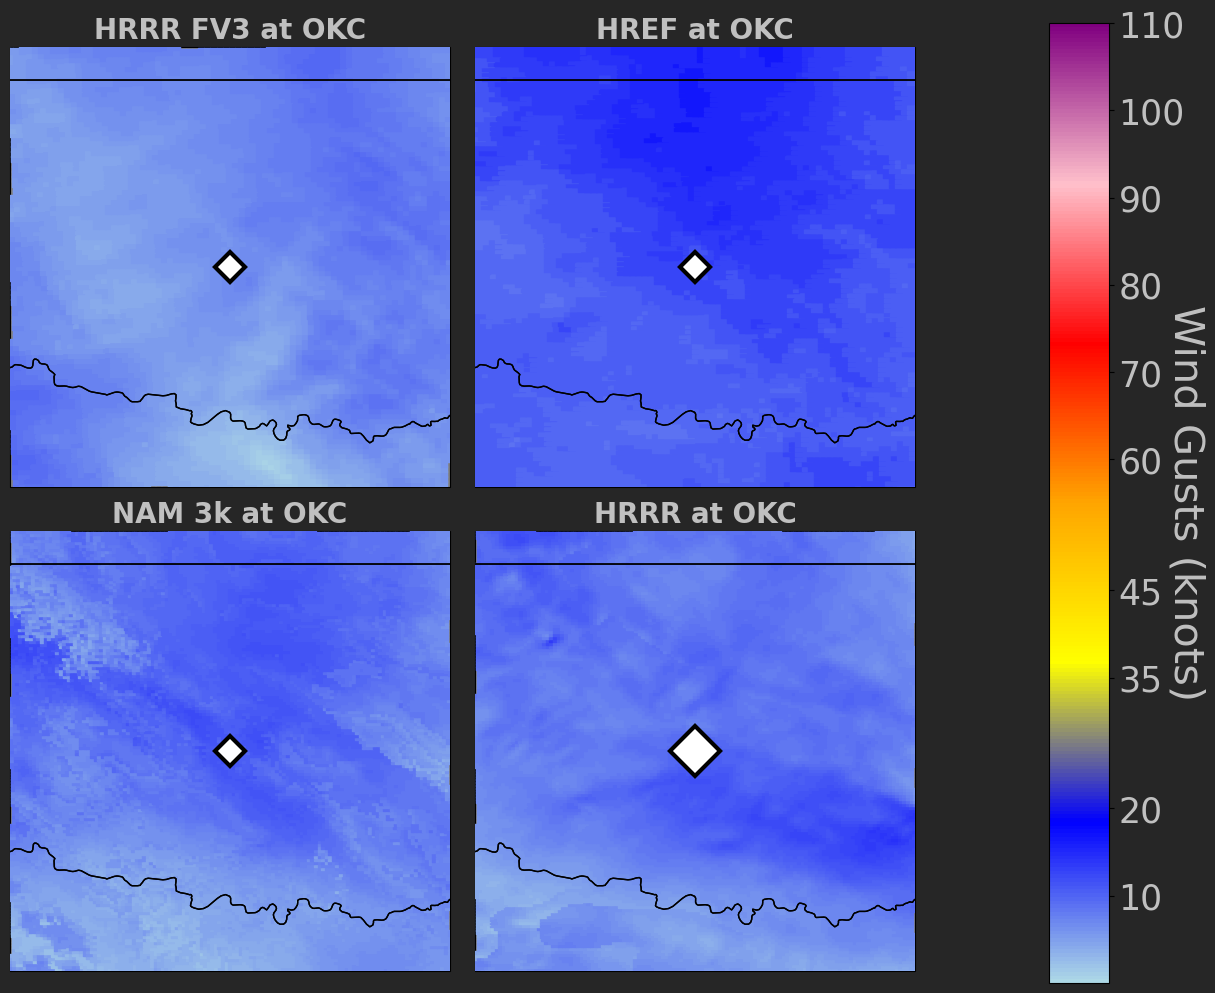 HRRR FV3 at OKC
HREF at OKC
NAM 3k at OKC
HRRR at OKC
110
100
90
80
70
60
45
35
20
10
Wind Gusts (knots)